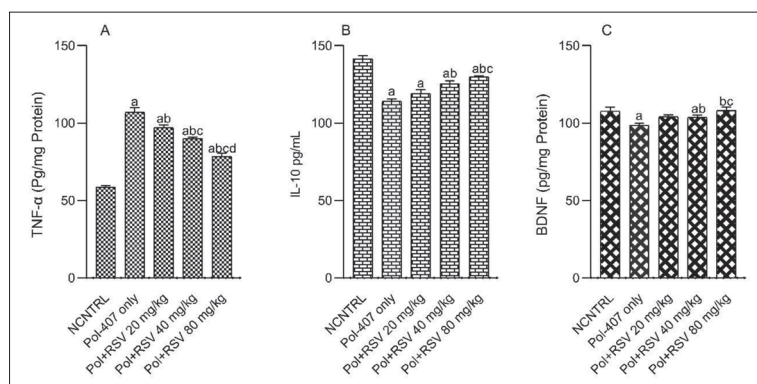 A
150
100
50
0
TNF-α (Pg/mg Protein)
a
ab
abc
abcd
NCNTRL
Pol-407 only
Pol+RSV 20 mg/kg
Pol+RSV 40 mg/kg
Pol+RSV 80 mg/kg
B
150
100
50
0
IL-10 pg/mL
a
a
ab
abc
NCNTRL
Pol-407 only
Pol+RSV 20 mg/kg
Pol+RSV 40 mg/kg
Pol+RSV 80 mg/kg
C
150
100
50
0
BDNF (pg/mg Protein)
a
ab
bc
NCNTRL
Pol-407 only
Pol+RSV 20 mg/kg
Pol+RSV 40 mg/kg
Pol+RSV 80 mg/kg